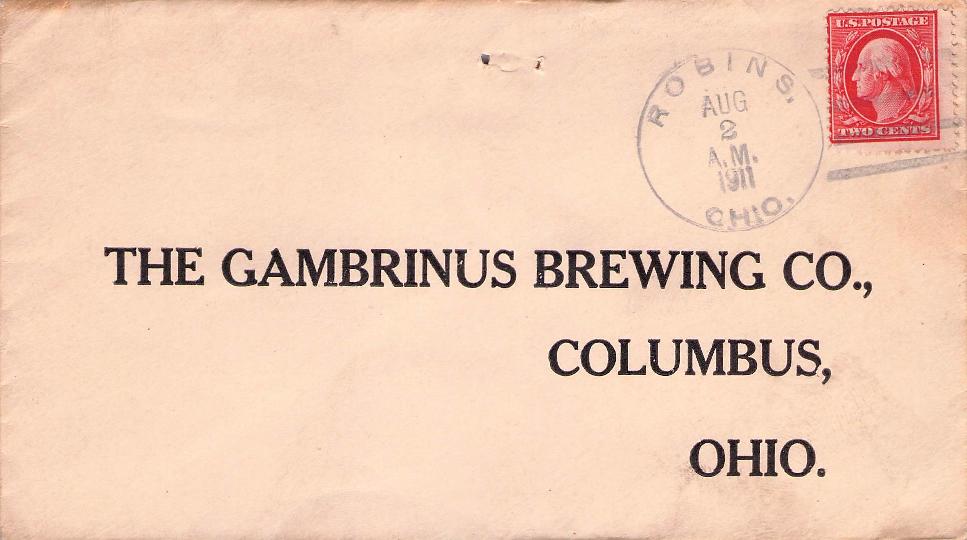 U.S. POSTAGE
TWO CENTS
ROBINS.
AUG
2
A.M.
1911
OHIO.
THE GAMBRINUS BREWING CO.,
COLUMBUS,
OHIO.